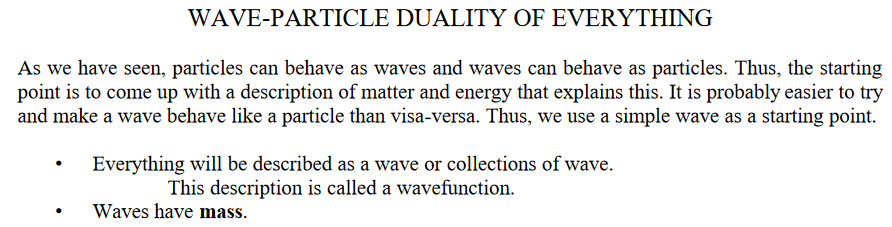 WAVE-PARTICLE DUALITY OF EVERYTHING
As we have seen, particles can behave as waves and waves can behave as particles. Thus, the starting
point is to come up with a description of matter and energy that explains this. It is probably easier to try
and make a wave behave like a particle than visa-versa. Thus, we use a simple wave as a starting point.
• Everything will be described as a wave or collections of wave.
This description is called a wavefunction.
• Waves have mass.